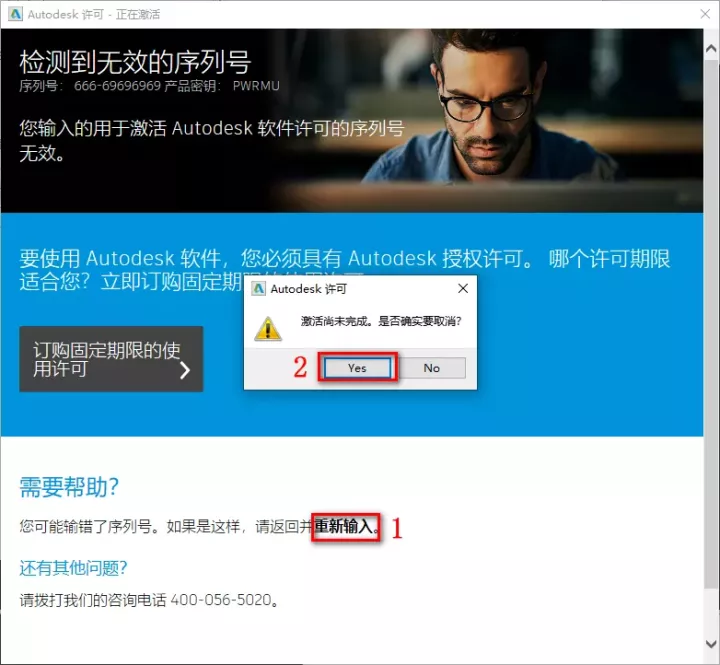 Autodesk 许可 - 正在激活
检测到无效的序列号
序列号： 666-69696969 产品密钥： PWRMU
您输入的用于激活 Autodesk 软件许可的序列号
无效。
要使用 Autodesk 软件，您必须具有 Autodesk 授权许可。 哪个许可期限
适合您？立即订购固定期限的使用许可
Autodesk 许可
激活尚未完成。是否确实要取消?
2
Yes
No
订购固定期限的使
用许可
需要帮助?
您可能输错了序列号。如果是这样，请返回并重新输入。
1
还有其他问题?
请拨打我们的咨询电话 400-056-5020。